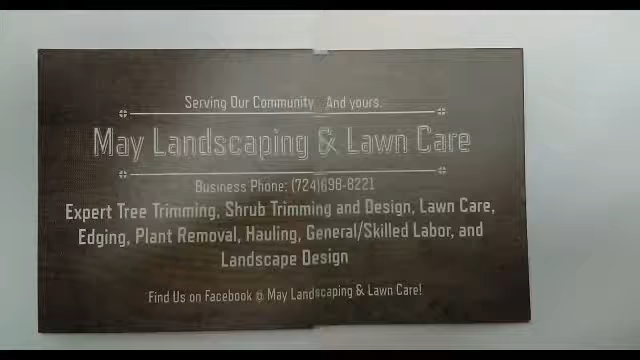 Serving Our Community And yours.
May Landscaping & Lawn Care
Business Phone: (724)698-8221
Expert Tree Trimming, Shrub Trimming and Design, Lawn Care,
Edging, Plant Removal, Hauling, General/Skilled Labor, and
Landscape Design
Find Us on Facebook @ May Landscaping & Lawn Care!